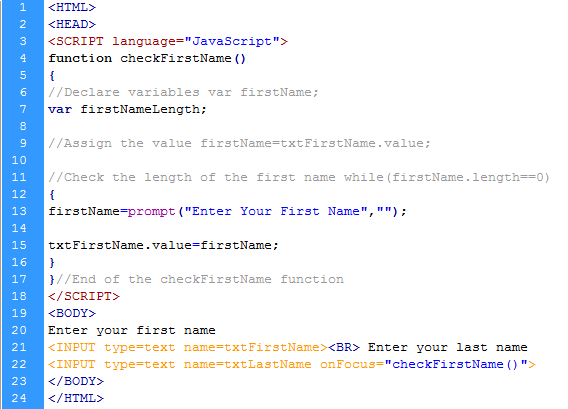 1 <HTML>
2 <HEAD>
3 <SCRIPT language="JavaScript">
4 function checkFirstName()
5 {
6 //Declare variables var firstName;
7 var firstNameLength;
8
9 //Assign the value firstName=txtFirstName.value;
10
11 //Check the length of the first name while(firstName.length==0)
12 {
13 firstName=prompt("Enter Your First Name","");
14
15 txtFirstName.value=firstName;
16 }
17 }//End of the checkFirstName function
18 </SCRIPT>
19 <BODY>
20 Enter your first name
21 <INPUT type=text name=txtFirstName><BR> Enter your last name
22 <INPUT type=text name=txtLastName onFocus="checkFirstName()">
23 </BODY>
24 </HTML>